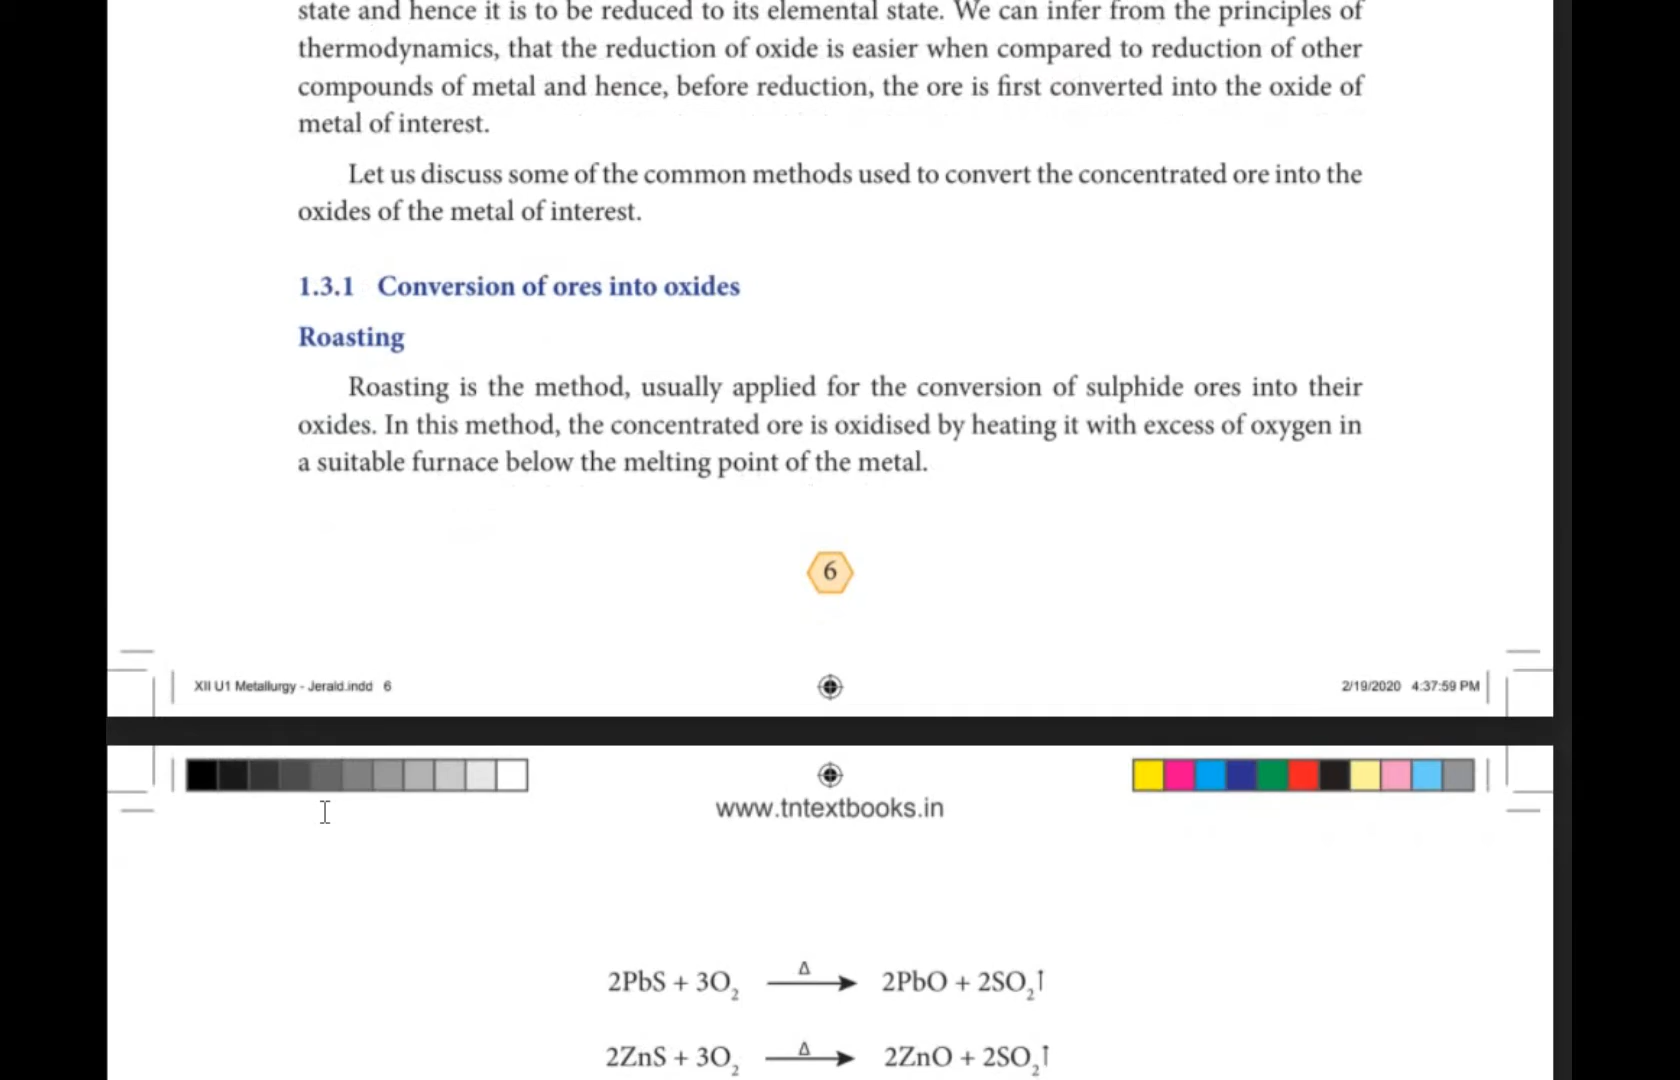 state and hence it is to be reduced to its elemental state. We can infer from the principles of
thermodynamics, that the reduction of oxide is easier when compared to reduction of other
compounds of metal and hence, before reduction, the ore is first converted into the oxide of
metal of interest.
Let us discuss some of the common methods used to convert the concentrated ore into the
oxides of the metal of interest.
1.3.1 Conversion of ores into oxides
Roasting
Roasting is the method, usually applied for the conversion of sulphide ores into their
oxides. In this method, the concentrated ore is oxidised by heating it with excess of oxygen in
a suitable furnace below the melting point of the metal.
6
XII U1 Metallurgy - Jerald.indd 6
2/19/2020 4:37:59 PM
www.tntextbooks.in
2PbS + 3O₂ —Δ→ 2PbO + 2SO₂↑
2ZnS + 3O₂ —Δ→ 2ZnO + 2SO₂↑